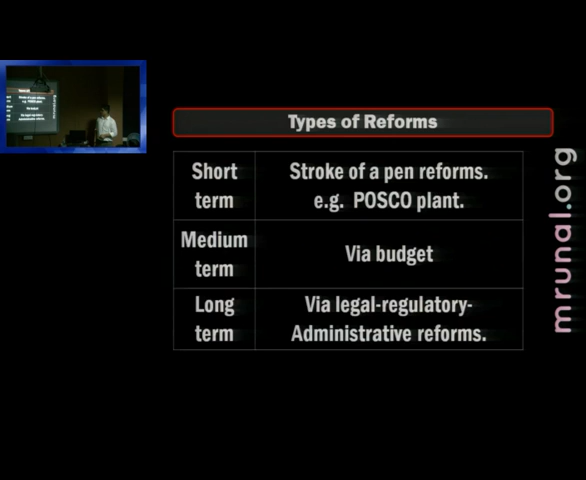 Types of Reforms
Short term
Stroke of a pen reforms.
e.g. POSCO plant.
Medium term
Via budget
Long term
Via legal-regulatory-
Administrative reforms.
mrunal.org